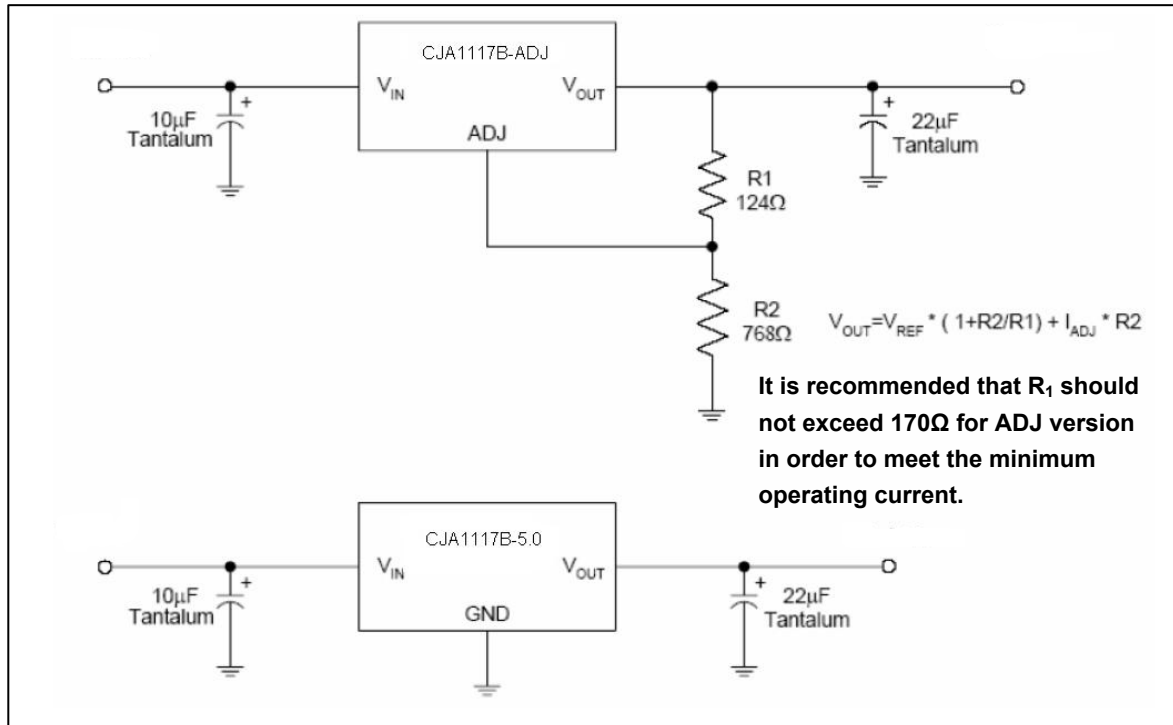 CJA1117B-ADJ
V_IN
V_OUT
ADJ
+
10μF
Tantalum
+
22μF
Tantalum
R1
124Ω
R2
768Ω
V_OUT=V_REF * ( 1+R2/R1) + I_ADJ * R2
It is recommended that R₁ should
not exceed 170Ω for ADJ version
in order to meet the minimum
operating current.
CJA1117B-5.0
V_IN
V_OUT
GND
+
10μF
Tantalum
+
22μF
Tantalum